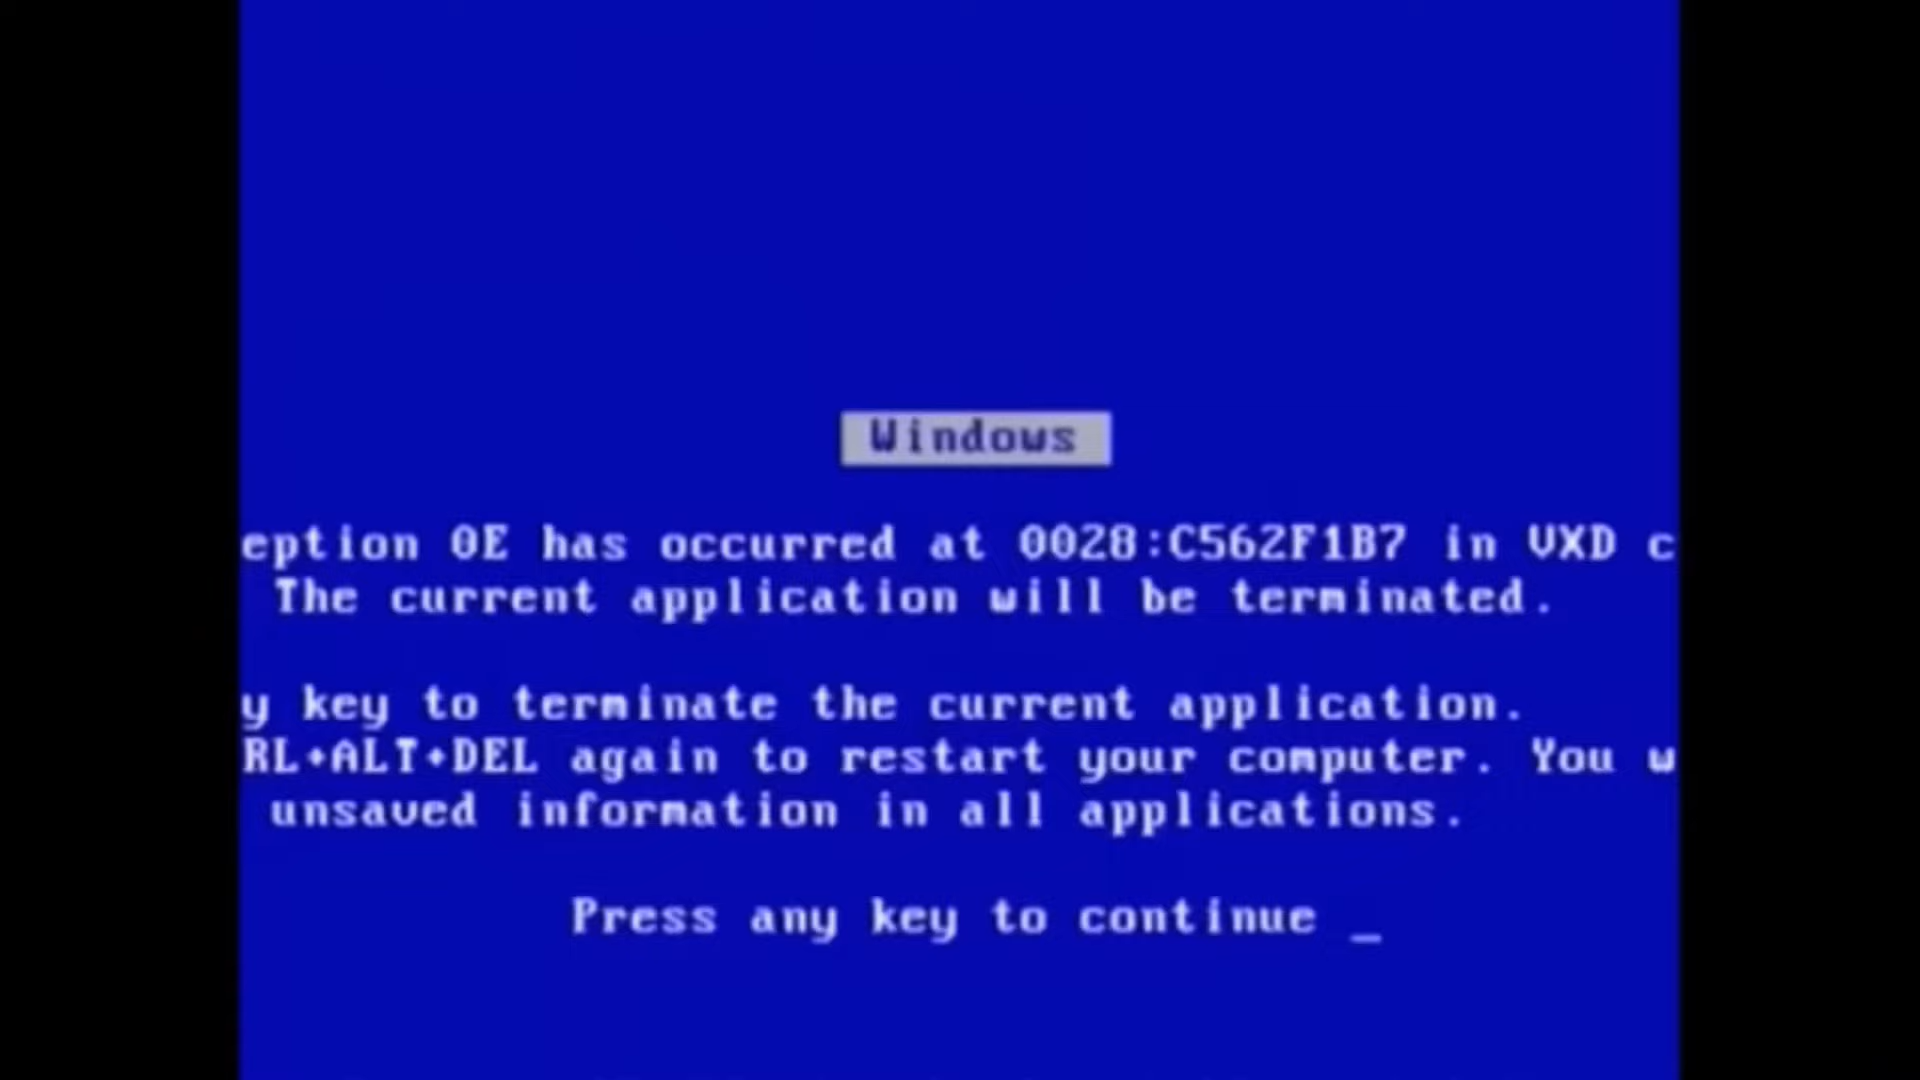 Windows
eption 0E has occurred at 0028:C562F1B7 in VXD c
The current application will be terminated.
y key to terminate the current application.
RL+ALT+DEL again to restart your computer. You w
unsaved information in all applications.
Press any key to continue _